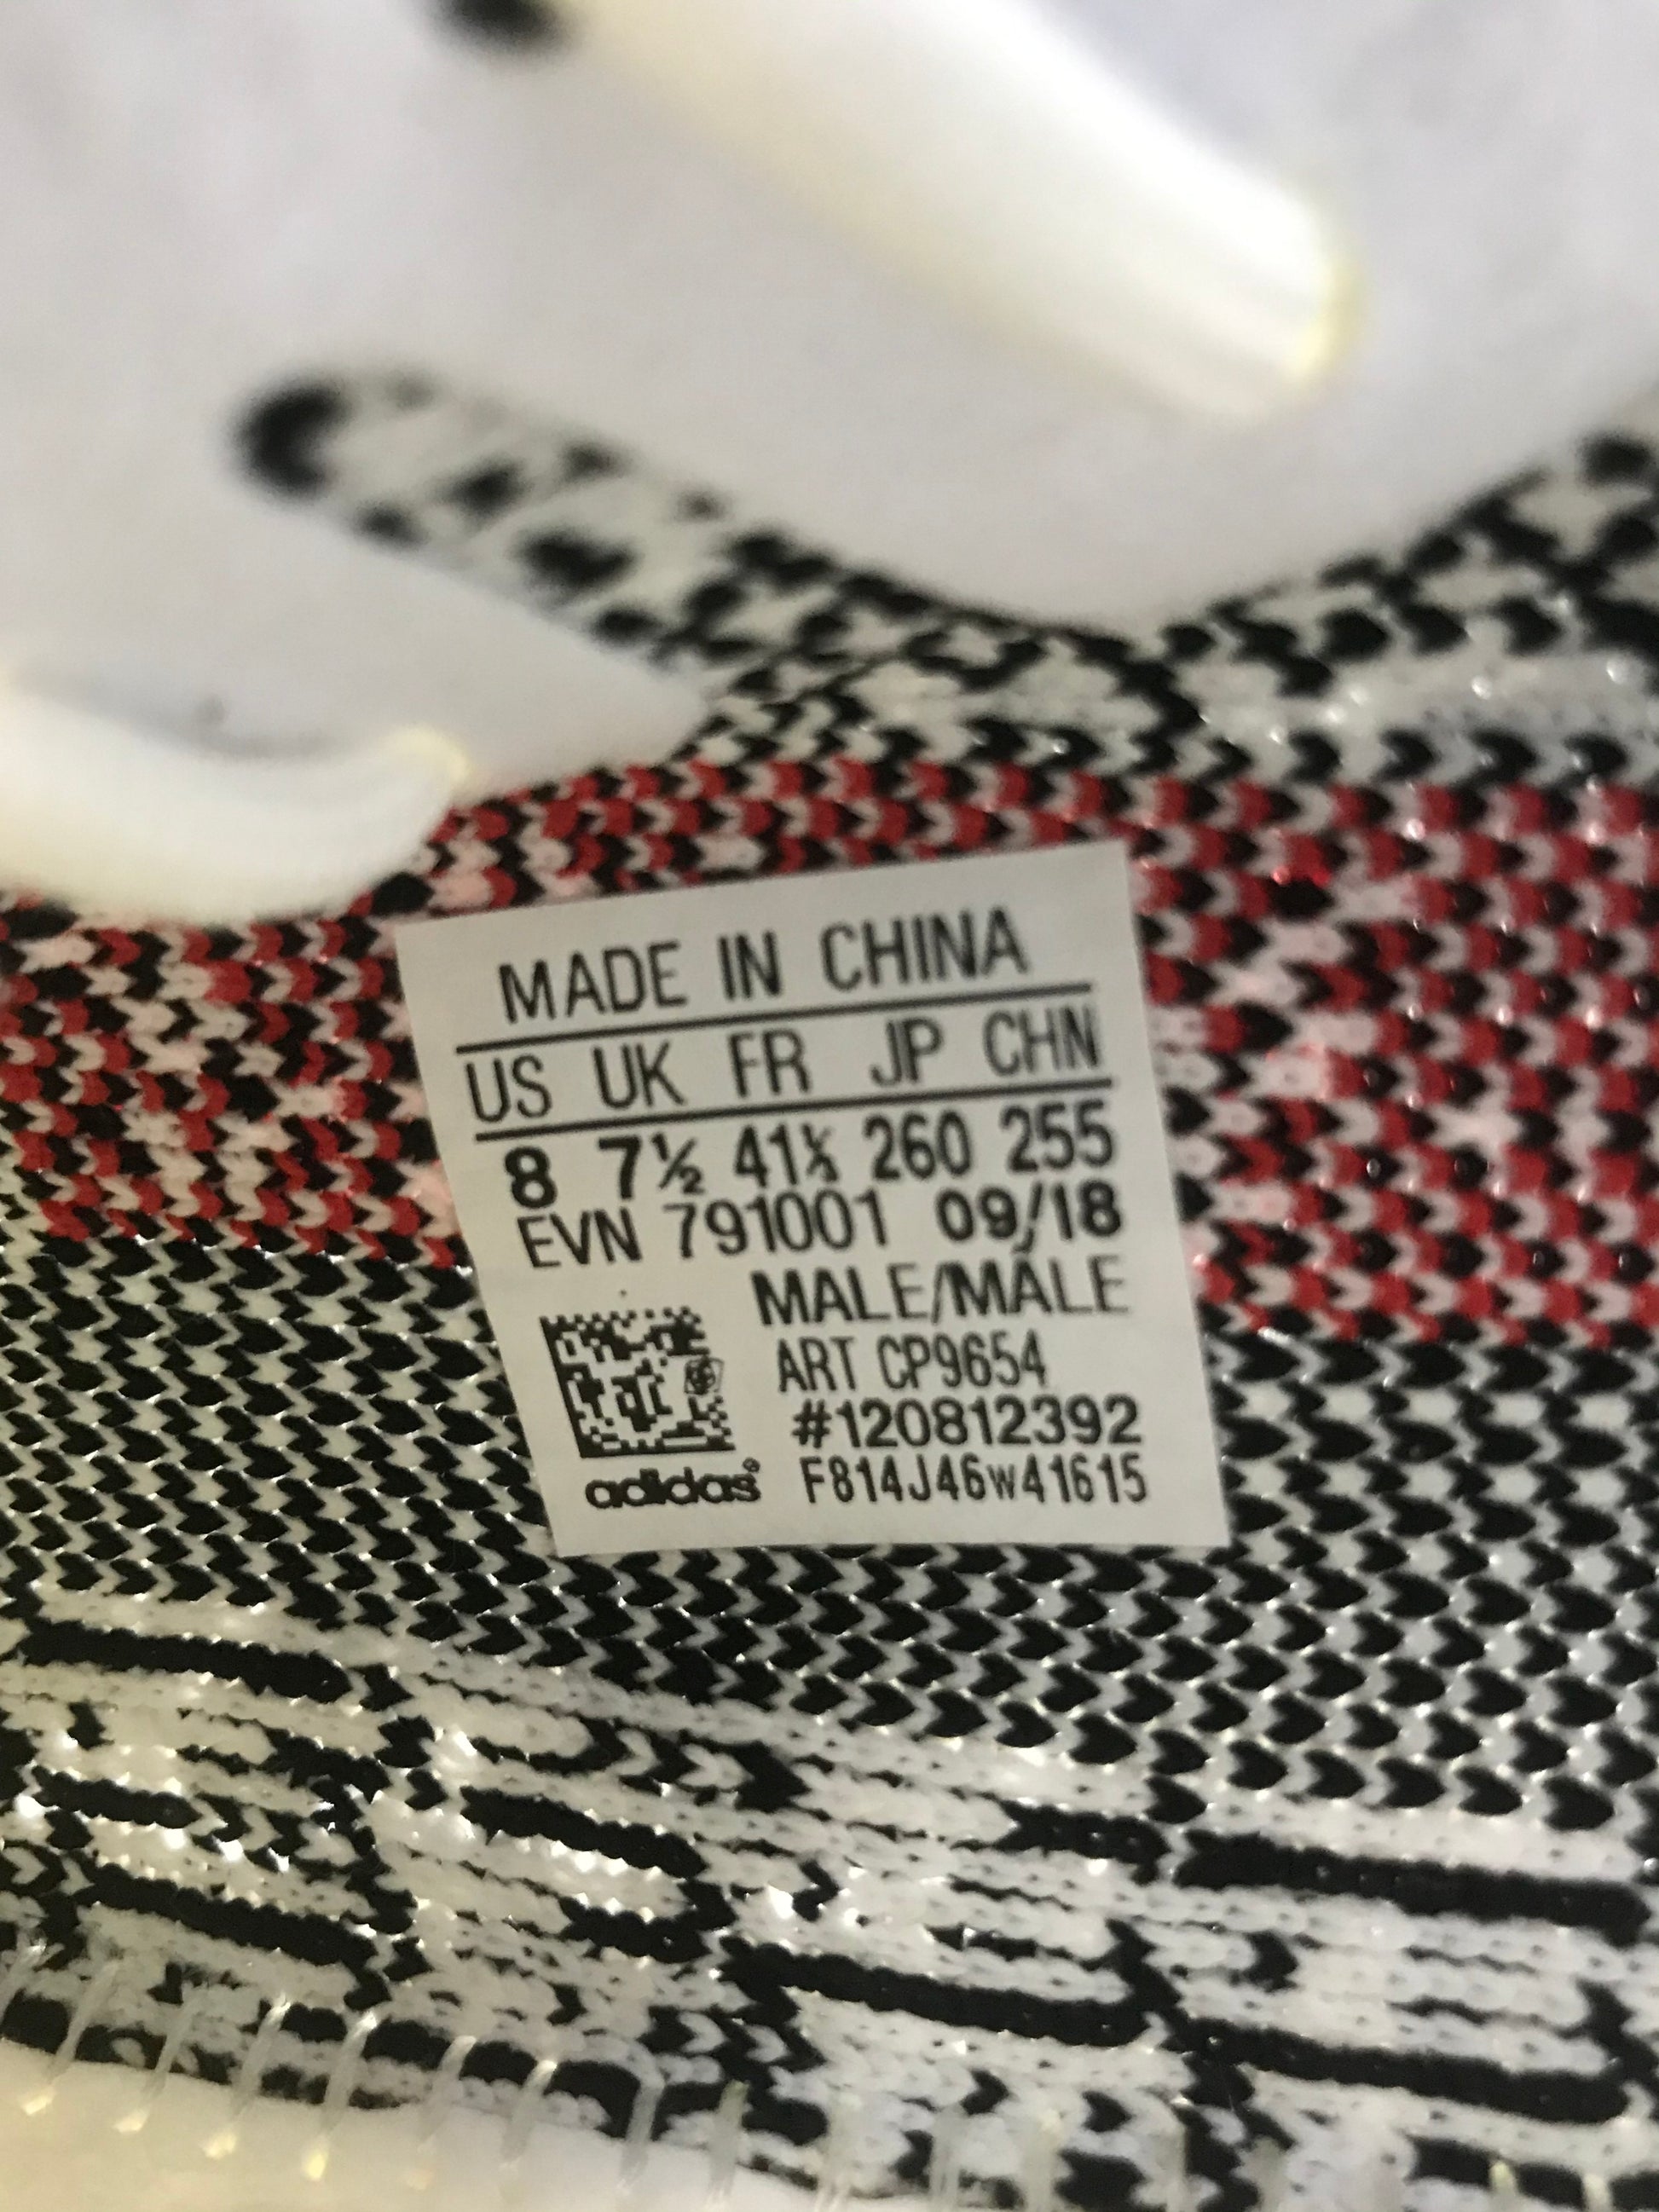 MADE IN CHINA
US UK FR JP CHN
8 7½ 41⅓ 260 255
EVN 791001 09/18
MALE/MÂLE
ART CP9654
#120812392
adidas® F814J46w41615